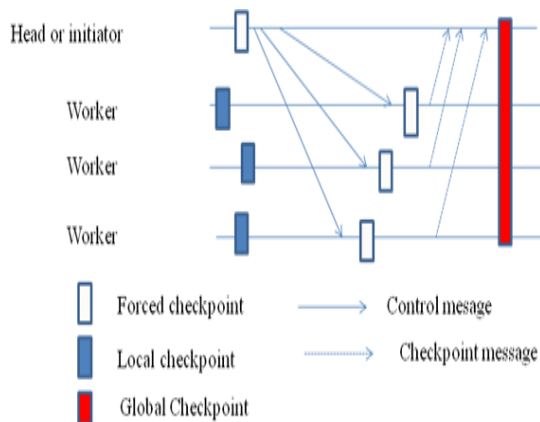 Head or initiator
Worker
Worker
Worker
Forced checkpoint
Control mesage
Local checkpoint
Checkpoint message
Global Checkpoint